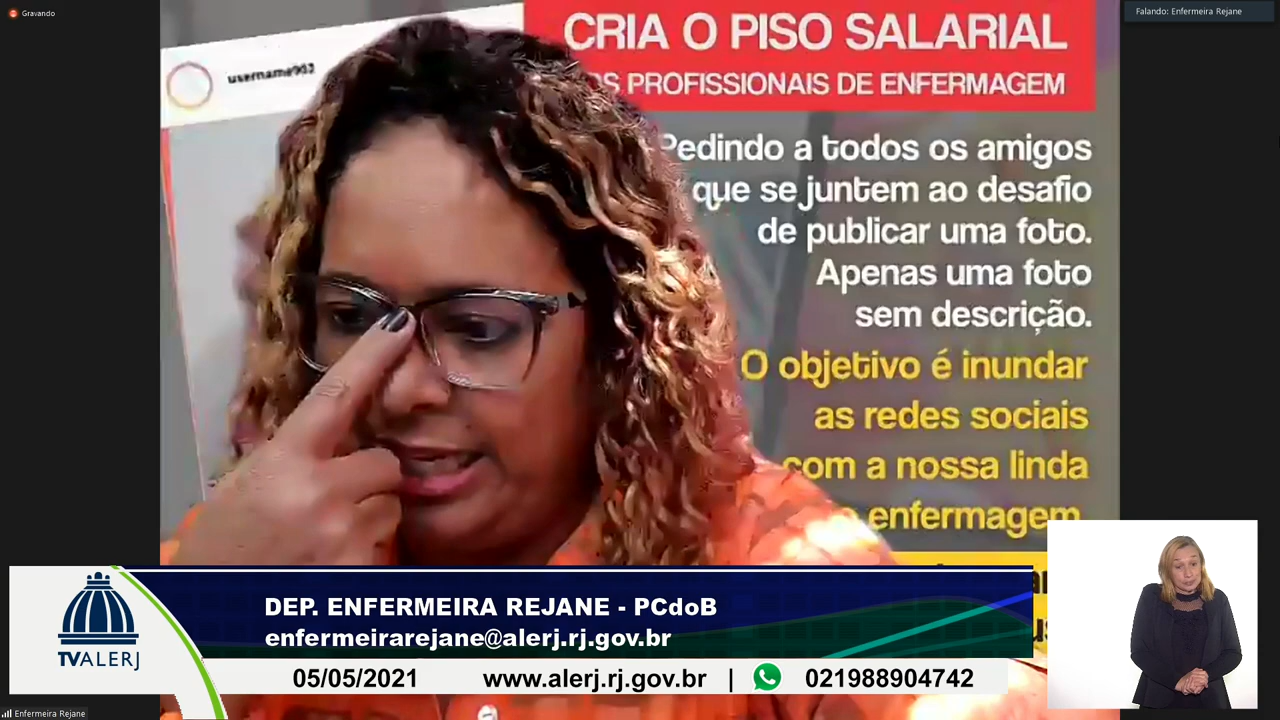 Gravando
Falando: Enfermeira Rejane
username903
CRIA O PISO SALARIAL
PROFISSIONAIS DE ENFERMAGEM
Pedindo a todos os amigos
que se juntem ao desafio
de publicar uma foto.
Apenas uma foto
sem descrição.
O objetivo é inundar
as redes sociais
com a nossa linda
enfermagem
DEP. ENFERMEIRA REJANE - PCdoB
enfermeirarejane@alerj.rj.gov.br
TVALERJ
05/05/2021 www.alerj.rj.gov.br | 021988904742
Enfermeira Rejane